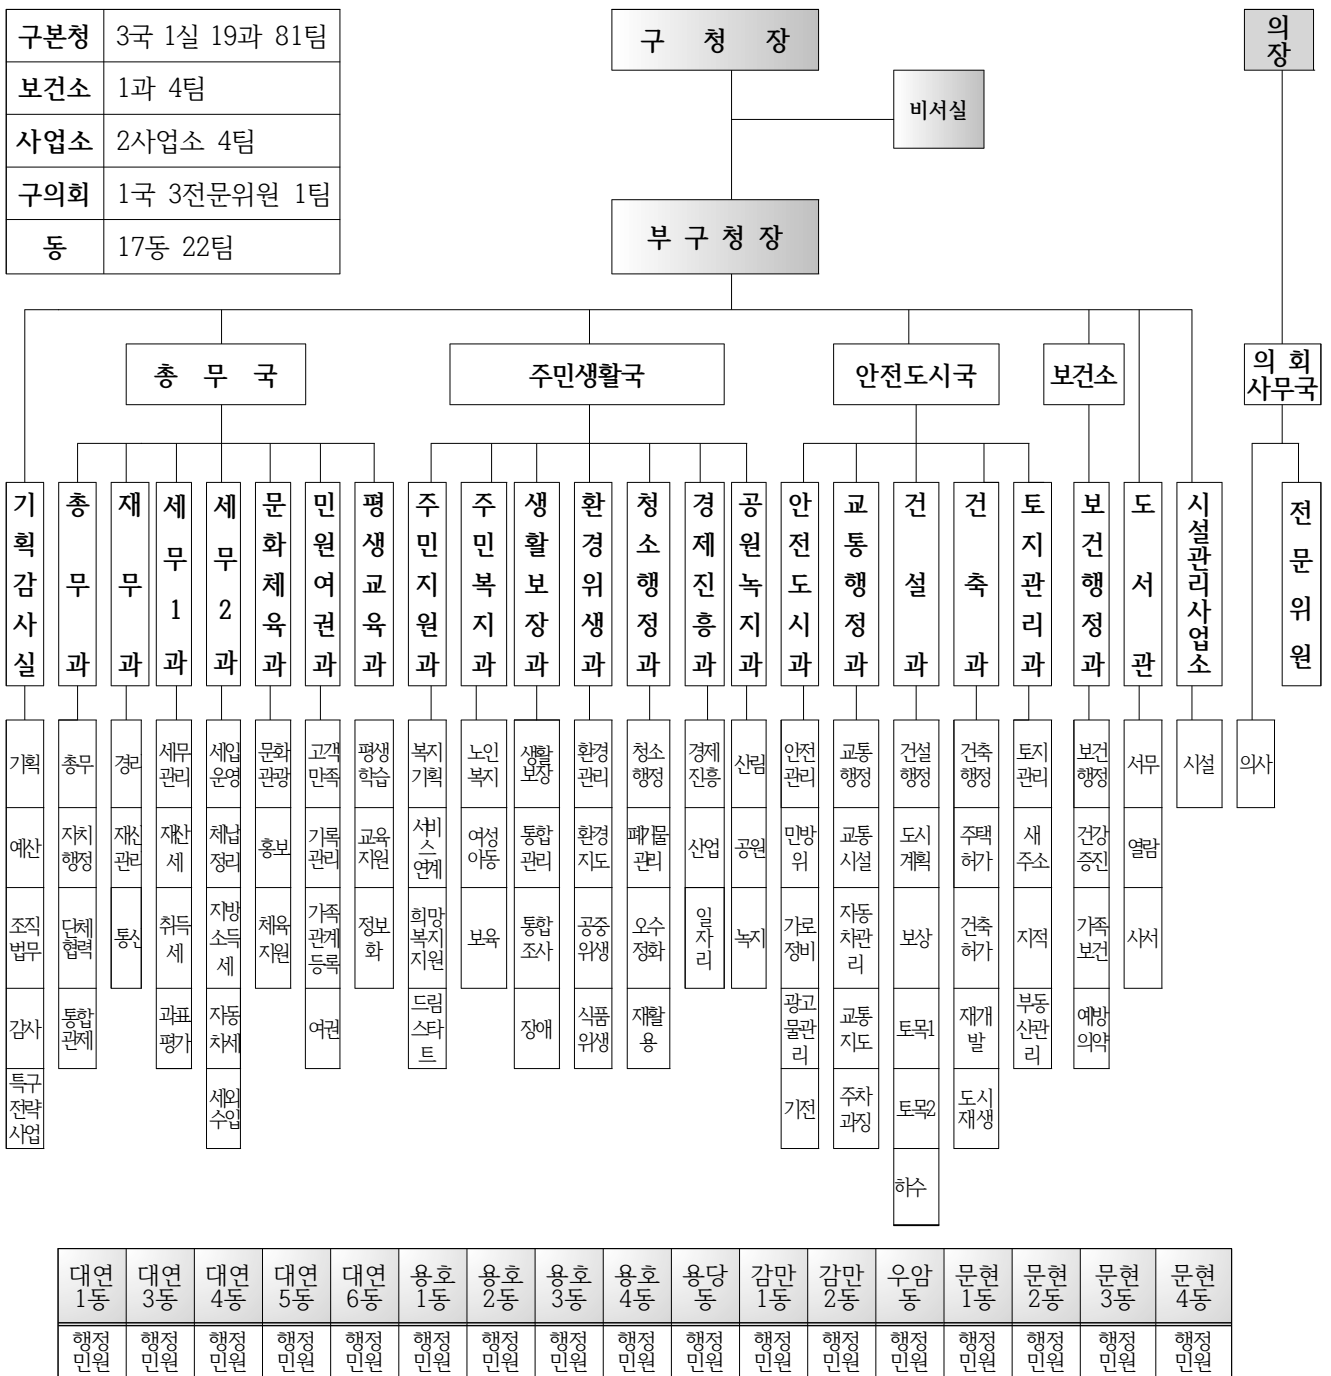 구본청 3국 1실 19과 81팀
보건소 1과 4팀
사업소 2사업소 4팀
구의회 1국 3전문위원 1팀
동 17동 22팀
구 청 장
비서실
부 구 청 장
의장
총 무 국
주민생활국
안전도시국
보건소
의 회
사무국
기획감사실
총무과
재무과
세무1과
세무2과
문화체육과
민원여권과
평생교육과
주민지원과
주민복지과
생활보장과
환경위생과
청소행정과
경제진흥과
공원녹지과
안전도시과
교통행정과
건설과
건축과
토지관리과
보건행정과
도서관
시설관리사업소
전문위원
기획
예산
조직
법무
감사
특구
전략
사업
총무
자치
행정
단체
협력
통합
관제
경리
재산
관리
통신
세무
관리
재산
세
취득
세
과표
평가
세입
운영
체납
정리
지방
소득
세
자동
차세
세외
수입
문화
관광
홍보
체육
지원
고객
만족
기록
관리
가족
관계
등록
여권
평생
학습
교육
지원
정보
화
복지
기획
서비
스
연계
희망
복지
지원
드림
스타
트
노인
복지
여성
아동
보육
생활
보장
통합
관리
통합
조사
장애
환경
관리
환경
지도
공중
위생
식품
위생
청소
행정
폐기물
관리
오수
정화
재활
용
경제
진흥
산업
일
자
리
산림
공원
녹지
안전
관리
민방
위
가로
정비
광고
물관
리
기전
교통
행정
교통
시설
자동
차관
리
교통
지도
주차
과징
건설
행정
도시
계획
보상
토목1
토목2
하수
건축
행정
주택
허가
건축
허가
재개
발
도시
재생
토지
관리
새
주소
지적
부동
산관
리
보건
행정
건강
증진
가족
보건
예방
의약
서무
열람
사서
시설
의사
대연 대연 대연 대연 대연 용호 용호 용호 용호 용당 감만 감만 우암 문현 문현 문현 문현
1동 3동 4동 5동 6동 1동 2동 3동 4동 동 1동 2동 동 1동 2동 3동 4동
행정 행정 행정 행정 행정 행정 행정 행정 행정 행정 행정 행정 행정 행정 행정 행정 행정
민원 민원 민원 민원 민원 민원 민원 민원 민원 민원 민원 민원 민원 민원 민원 민원 민원